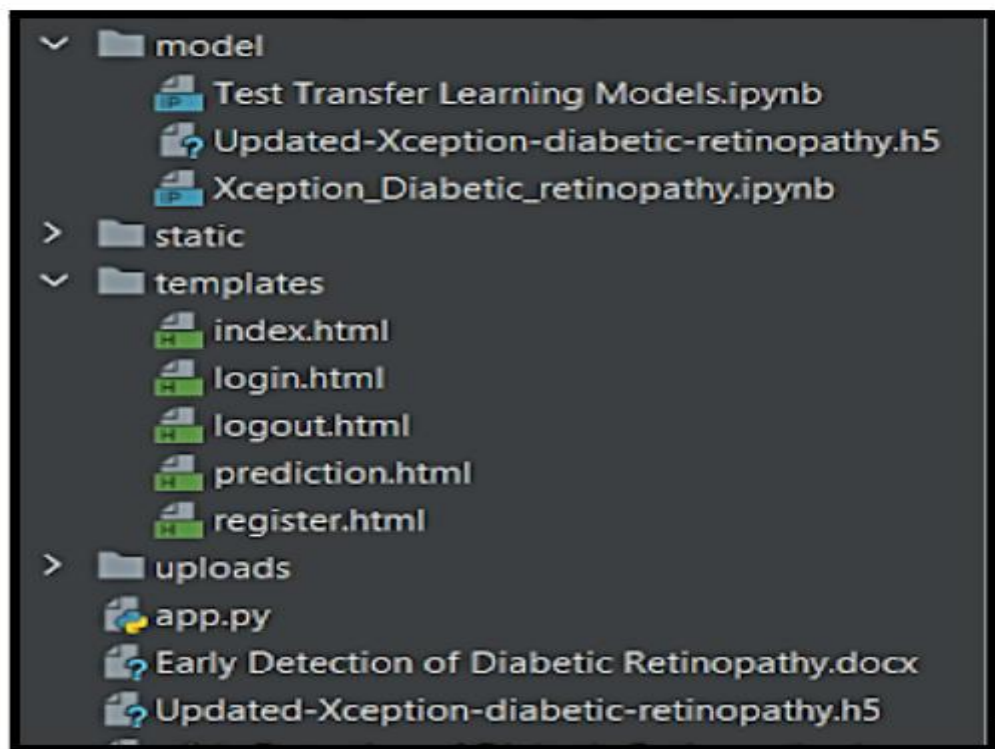 model
Test Transfer Learning Models.ipynb
Updated-Xception-diabetic-retinopathy.h5
Xception_Diabetic_retinopathy.ipynb
static
templates
index.html
login.html
logout.html
prediction.html
register.html
uploads
app.py
Early Detection of Diabetic Retinopathy.docx
Updated-Xception-diabetic-retinopathy.h5